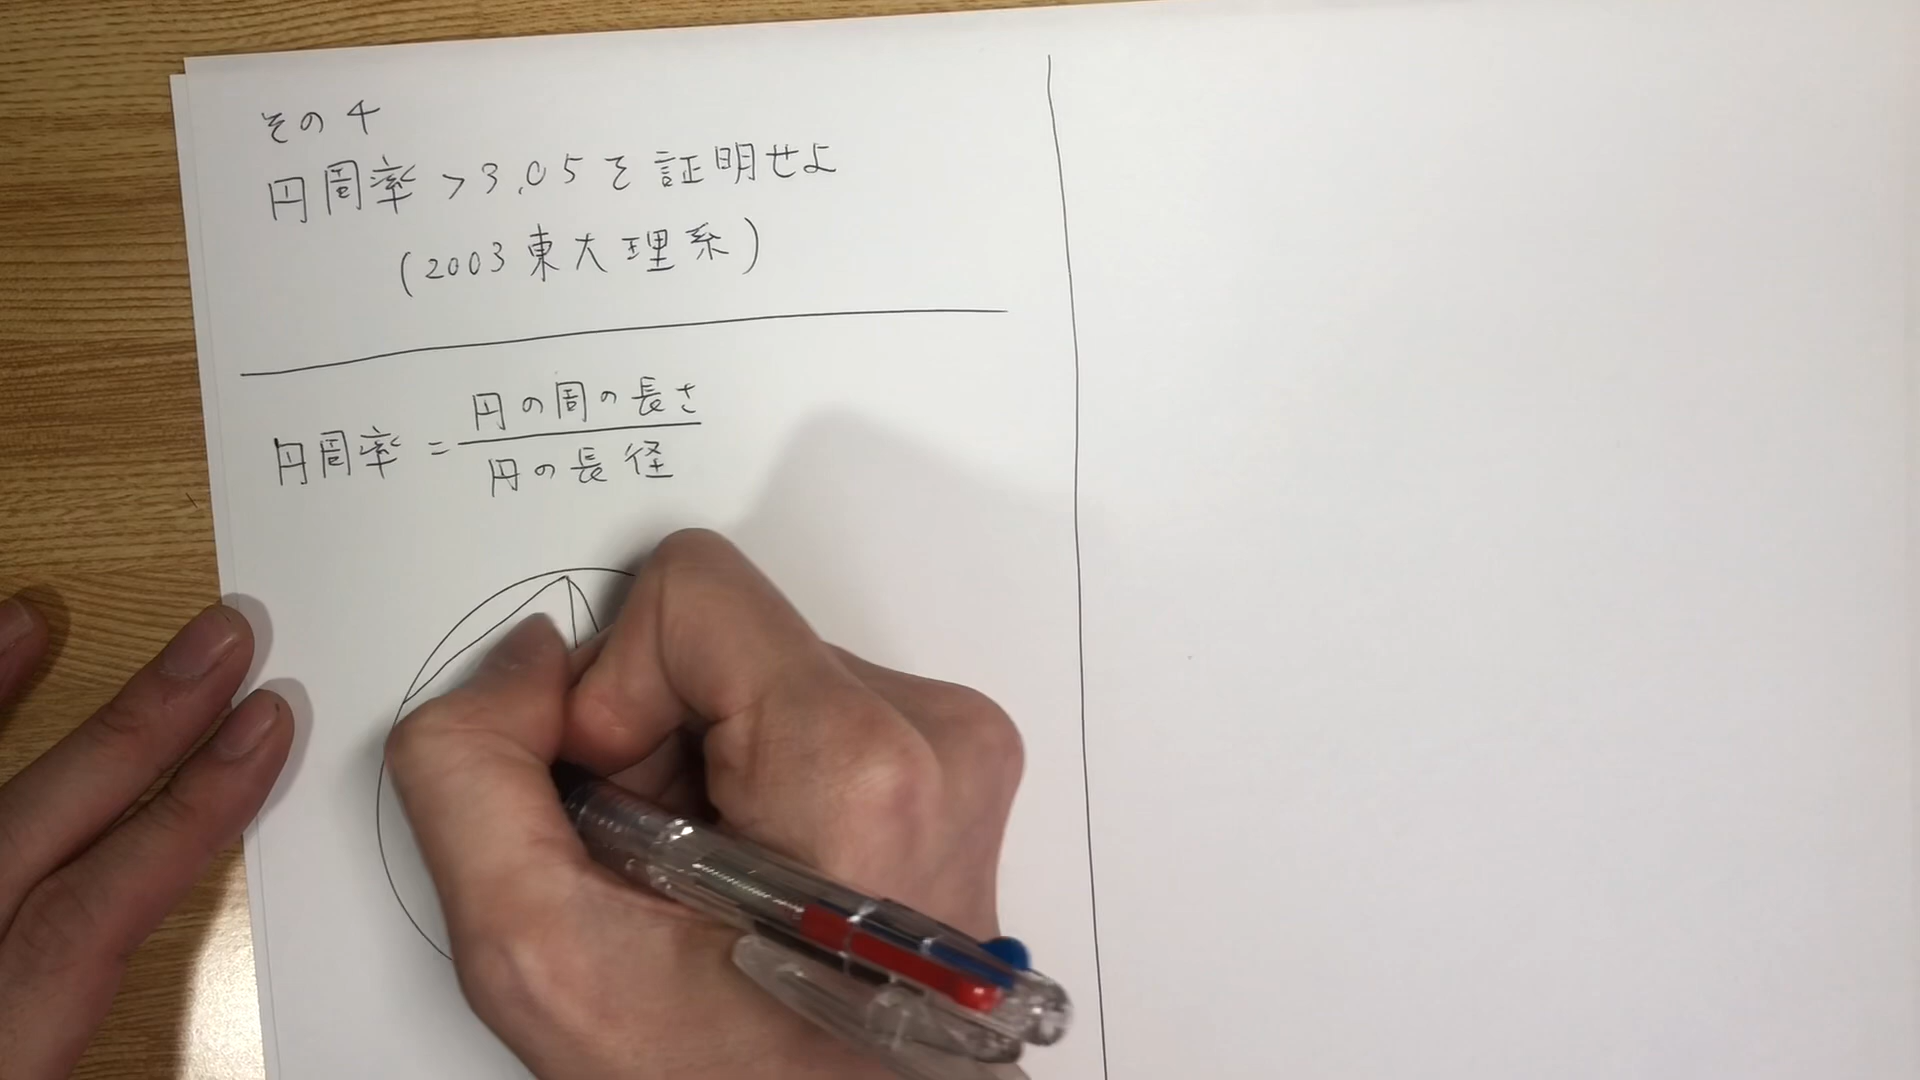 その4
円周率>3.05を証明せよ
(2003東大理系)
円の周の長さ
円周率=
円の長径